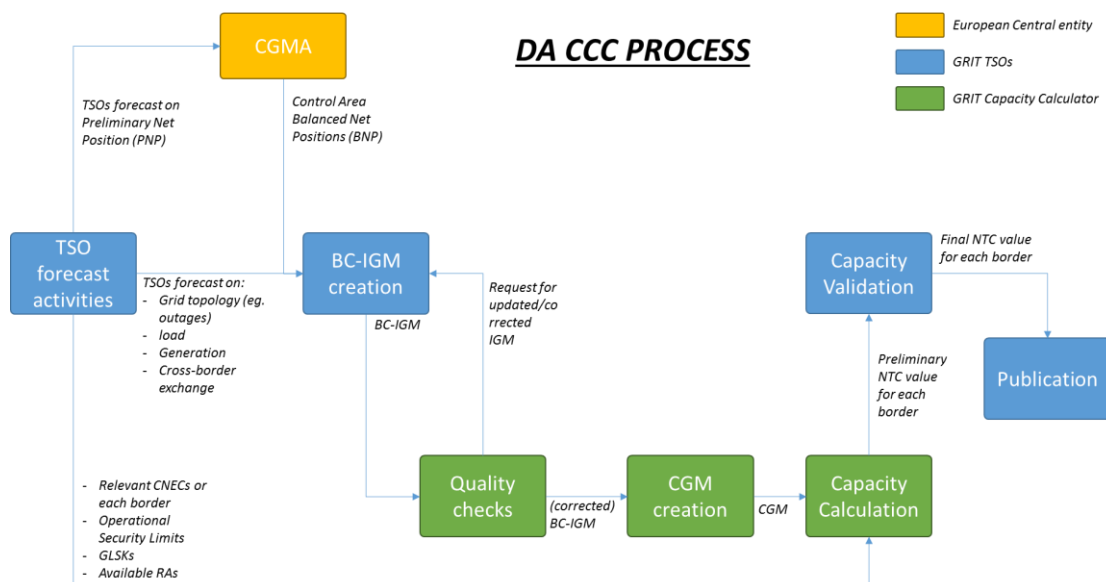 DA CCC PROCESS
European Central entity
GRIT TSOs
GRIT Capacity Calculator
CGMA
TSOs forecast on
Preliminary Net
Position (PNP)
Control Area
Balanced Net
Positions (BNP)
TSO
forecast
activities
TSOs forecast on:
- Grid topology (eg.
outages)
- load
- Generation
- Cross-border
exchange
BC-IGM
creation
BC-IGM
Request for
updated/co
rrected
IGM
Capacity
Validation
Final NTC value
for each border
Publication
Preliminary
NTC value
for each
border
- Relevant CNECs or
each border
- Operational
Security Limits
- GLSKs
- Available RAs
Quality
checks
(corrected)
BC-IGM
CGM
creation
CGM
Capacity
Calculation